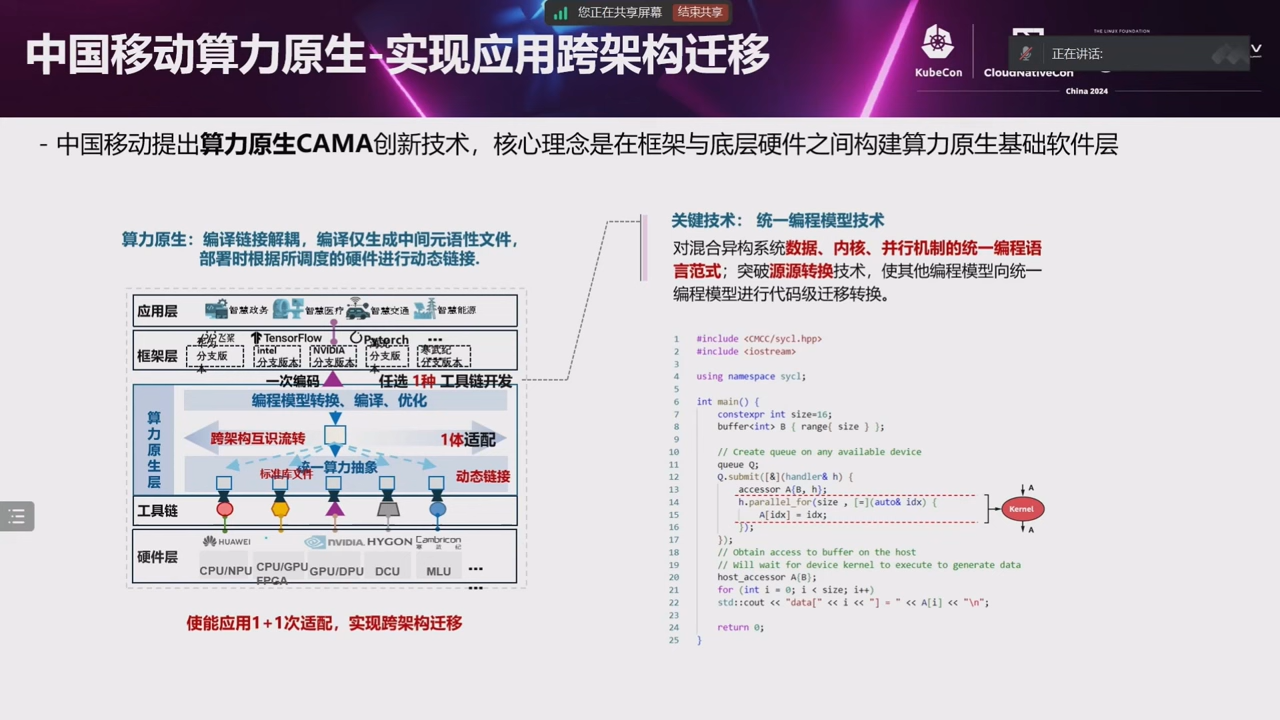 您正在共享屏幕 结束共享
中国移动算力原生-实现应用跨架构迁移
THE LINUX FOUNDATION
正在讲话:
KubeCon
CloudNativeCon
China 2024
- 中国移动提出算力原生CAMA创新技术，核心理念是在框架与底层硬件之间构建算力原生基础软件层
算力原生：编译链接解耦，编译仅生成中间元语性文件，
部署时根据所调度的硬件进行动态链接.
应用层 智慧政务 智慧医疗 智慧交通 智慧能源
框架层
飞桨 TensorFlow Pytorch ...
分支版本
Intel
分支版本
NVIDIA
分支版本
分支版本
寒武纪
分支版本
一次编码 任选 1种 工具链开发
算力原生层
编程模型转换、编译、优化
跨架构互识流转 1体适配
统一算力抽象
标准库文件 动态链接
工具链
硬件层
HUAWEI NVIDIA HYGON Cambricon
寒武纪
CPU/NPU CPU/GPU
FPGA GPU/DPU DCU MLU ...
...
使能应用1+1次适配，实现跨架构迁移
关键技术： 统一编程模型技术
对混合异构系统数据、内核、并行机制的统一编程语
言范式；突破源源转换技术，使其他编程模型向统一
编程模型进行代码级迁移转换。
1 #include <CMCC/sycl.hpp>
2 #include <iostream>
3
4 using namespace sycl;
5
6 int main() {
7 constexpr int size=16;
8 buffer<int> B { range{ size } };
9
10 // Create queue on any available device
11 queue Q;
12 Q.submit([&](handler& h) {
13 accessor A{B, h};
14 h.parallel_for(size , [=](auto& idx) {
15 A[idx] = idx;
16 });
17 });
18 // Obtain access to buffer on the host
19 // Will wait for device kernel to execute to generate data
20 host_accessor A{B};
21 for (int i = 0; i < size; i++)
22 std::cout << "data[" << i << "] = " << A[i] << "\n";
23
24 return 0;
25 }
A
Kernel
A